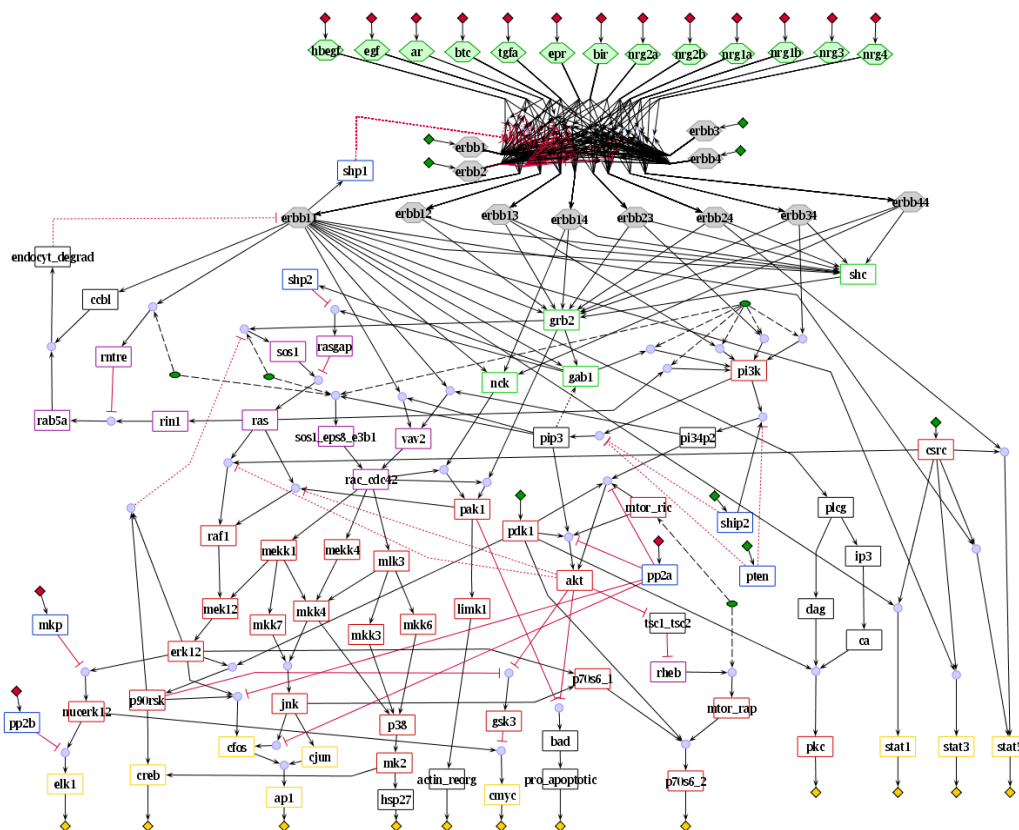 hbegf egf ar btc tgfa epr bir nrg2a nrg2b nrg1a nrg1b nrg3 nrg4
erbb3
erbb1
erbb4
erbb2
shp1
erbb11 erbb12 erbb13 erbb14 erbb23 erbb24 erbb34 erbb44
endocyt_degrad
shc
shp2
ccbl
grb2
sos1 rasgap
rntre
pi3k
nck gab1
rab5a rin1 ras
sos1_eps8_e3b1 vav2 pip3 pi34p2
csrc
rac_cdc42
pak1 mtor_ric plcg
pdk1 ship2
raf1 mekk1 mekk4
mlk3
ip3
akt pp2a pten
mek12 mkk7 mkk4 limk1 dag
mkp mkk3 mkk6 tsc1_tsc2
ca
erk12
rheb p70s6_1
p90rsk jnk
nucerk12 mtor_rap
pp2b p38 gsk3
cfos bad pkc stat1 stat3 stat5
cjun
mk2
elk1 creb actin_reorg pro_apoptotic
p70s6_2
ap1 hsp27 cmyc